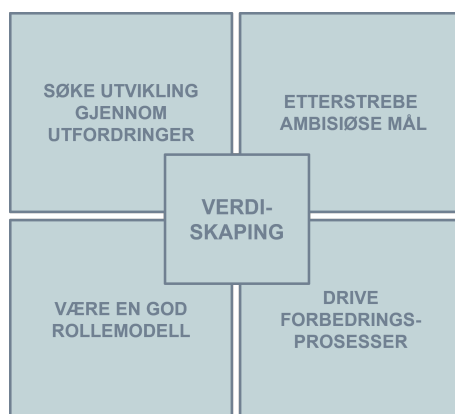 SØKE UTVIKLING
GJENNOM
UTFORDRINGER
ETTERSTREBE
AMBISIØSE MÅL
VERDI-
SKAPING
VÆRE EN GOD
ROLLEMODELL
DRIVE
FORBEDRINGS-
PROSESSER